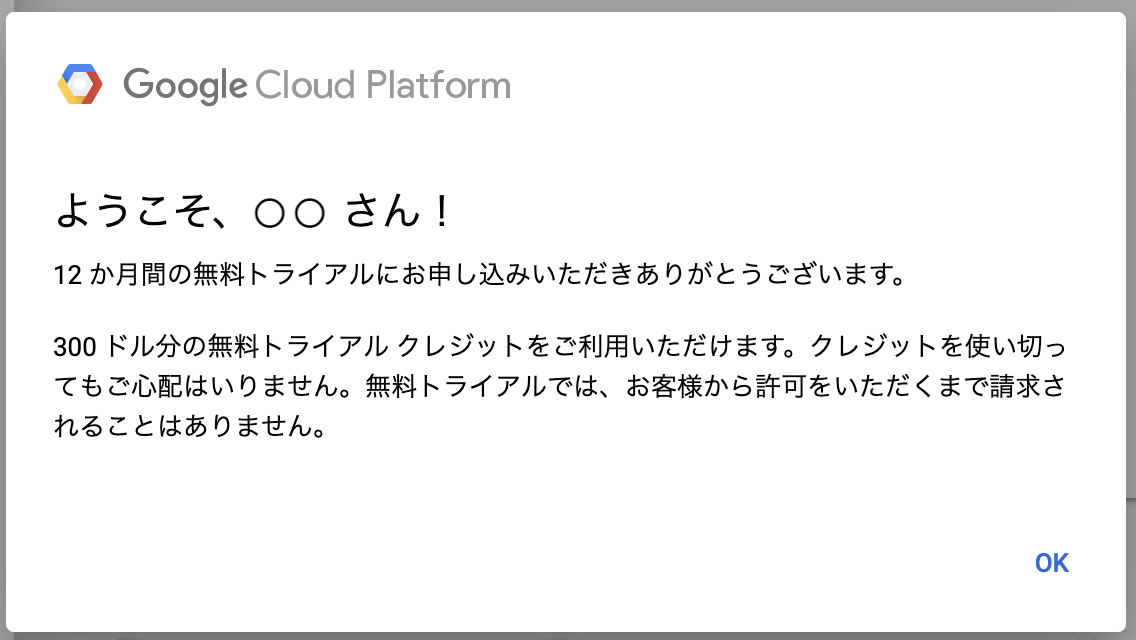 Google Cloud Platform
ようこそ、○○ さん！
12 か月間の無料トライアルにお申し込みいただきありがとうございます。
300 ドル分の無料トライアル クレジットをご利用いただけます。クレジットを使い切っ
てもご心配はいりません。無料トライアルでは、お客様から許可をいただくまで請求さ
れることはありません。
OK